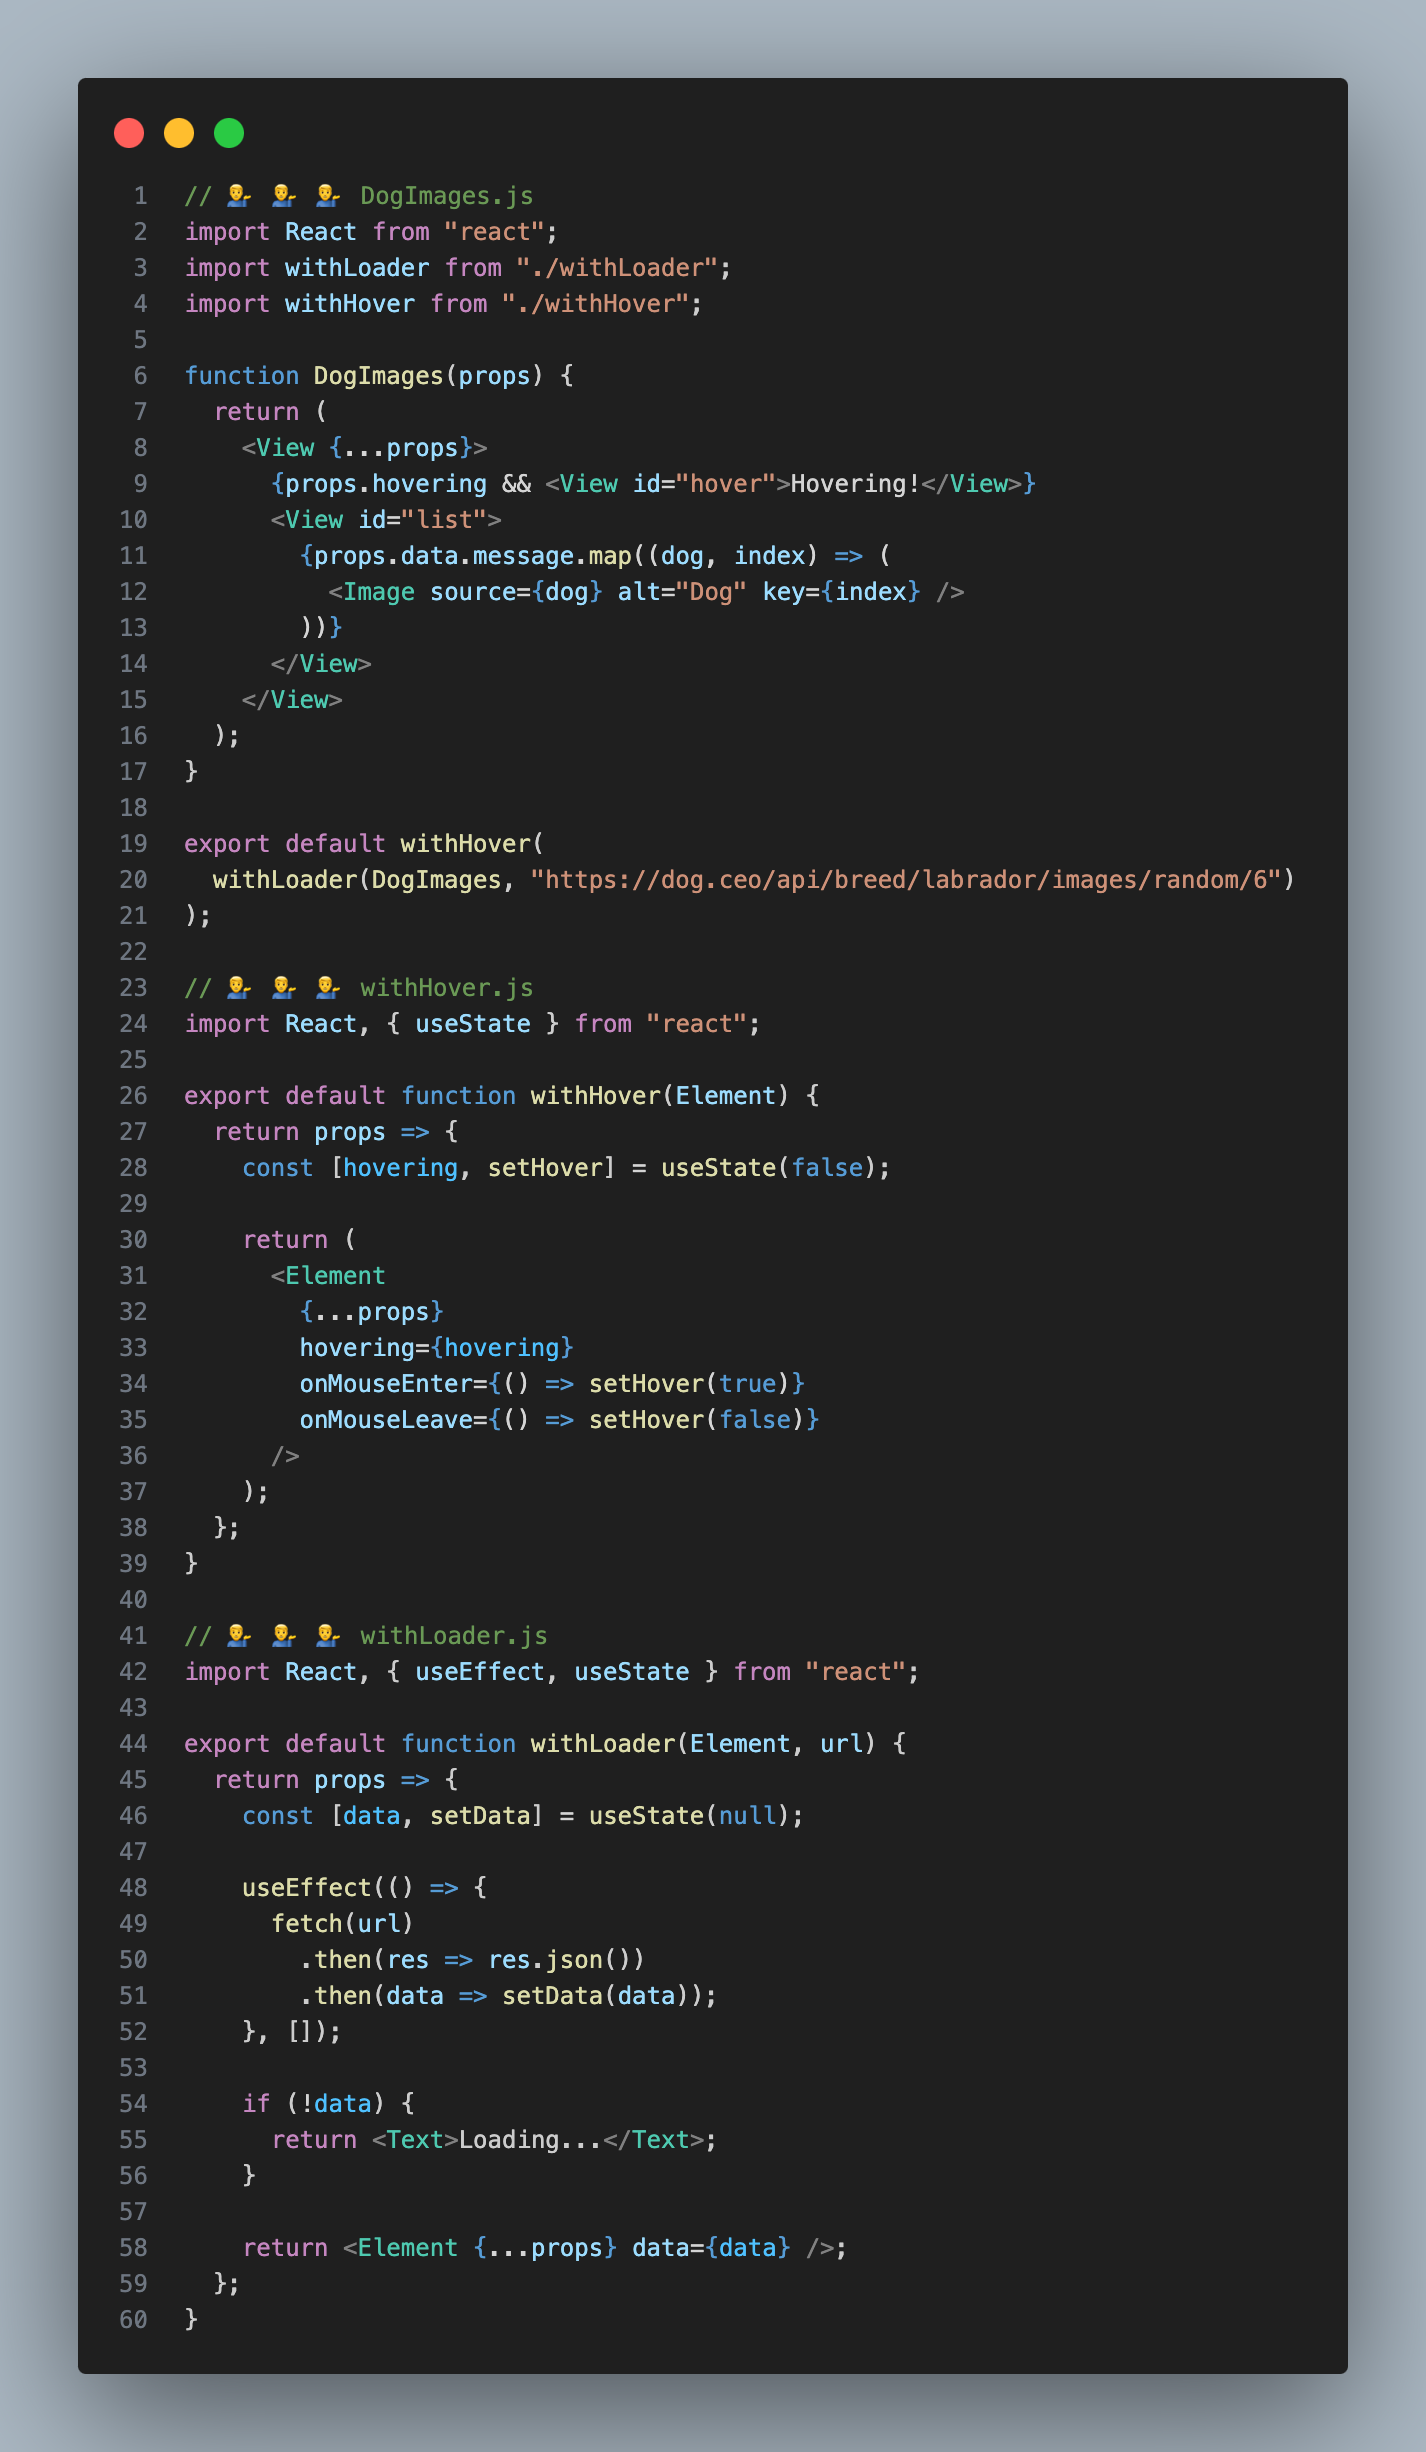 1 // 💁‍♂️ 💁‍♂️ 💁‍♂️ DogImages.js
2 import React from "react";
3 import withLoader from "./withLoader";
4 import withHover from "./withHover";
5
6 function DogImages(props) {
7   return (
8     <View {...props}>
9       {props.hovering && <View id="hover">Hovering!</View>}
10       <View id="list">
11         {props.data.message.map((dog, index) => (
12           <Image source={dog} alt="Dog" key={index} />
13         ))}
14       </View>
15     </View>
16   );
17 }
18
19 export default withHover(
20   withLoader(DogImages, "https://dog.ceo/api/breed/labrador/images/random/6")
21 );
22
23 // 💁‍♂️ 💁‍♂️ 💁‍♂️ withHover.js
24 import React, { useState } from "react";
25
26 export default function withHover(Element) {
27   return props => {
28     const [hovering, setHover] = useState(false);
29
30     return (
31       <Element
32         {...props}
33         hovering={hovering}
34         onMouseEnter={() => setHover(true)}
35         onMouseLeave={() => setHover(false)}
36       />
37     );
38   };
39 }
40
41 // 💁‍♂️ 💁‍♂️ 💁‍♂️ withLoader.js
42 import React, { useEffect, useState } from "react";
43
44 export default function withLoader(Element, url) {
45   return props => {
46     const [data, setData] = useState(null);
47
48     useEffect(() => {
49       fetch(url)
50         .then(res => res.json())
51         .then(data => setData(data));
52     }, []);
53
54     if (!data) {
55       return <Text>Loading...</Text>;
56     }
57
58     return <Element {...props} data={data} />;
59   };
60 }